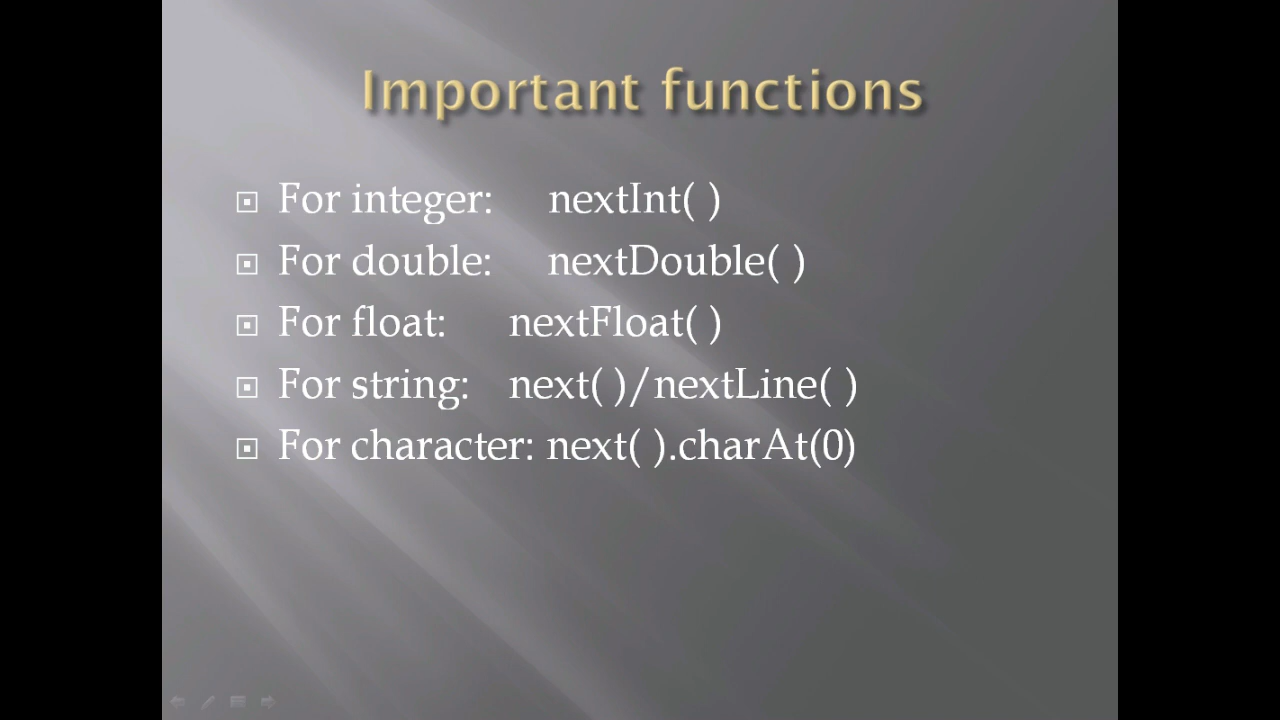 Important functions
For integer: nextInt( )
For double: nextDouble( )
For float: nextFloat( )
For string: next( )/nextLine( )
For character: next( ).charAt(0)